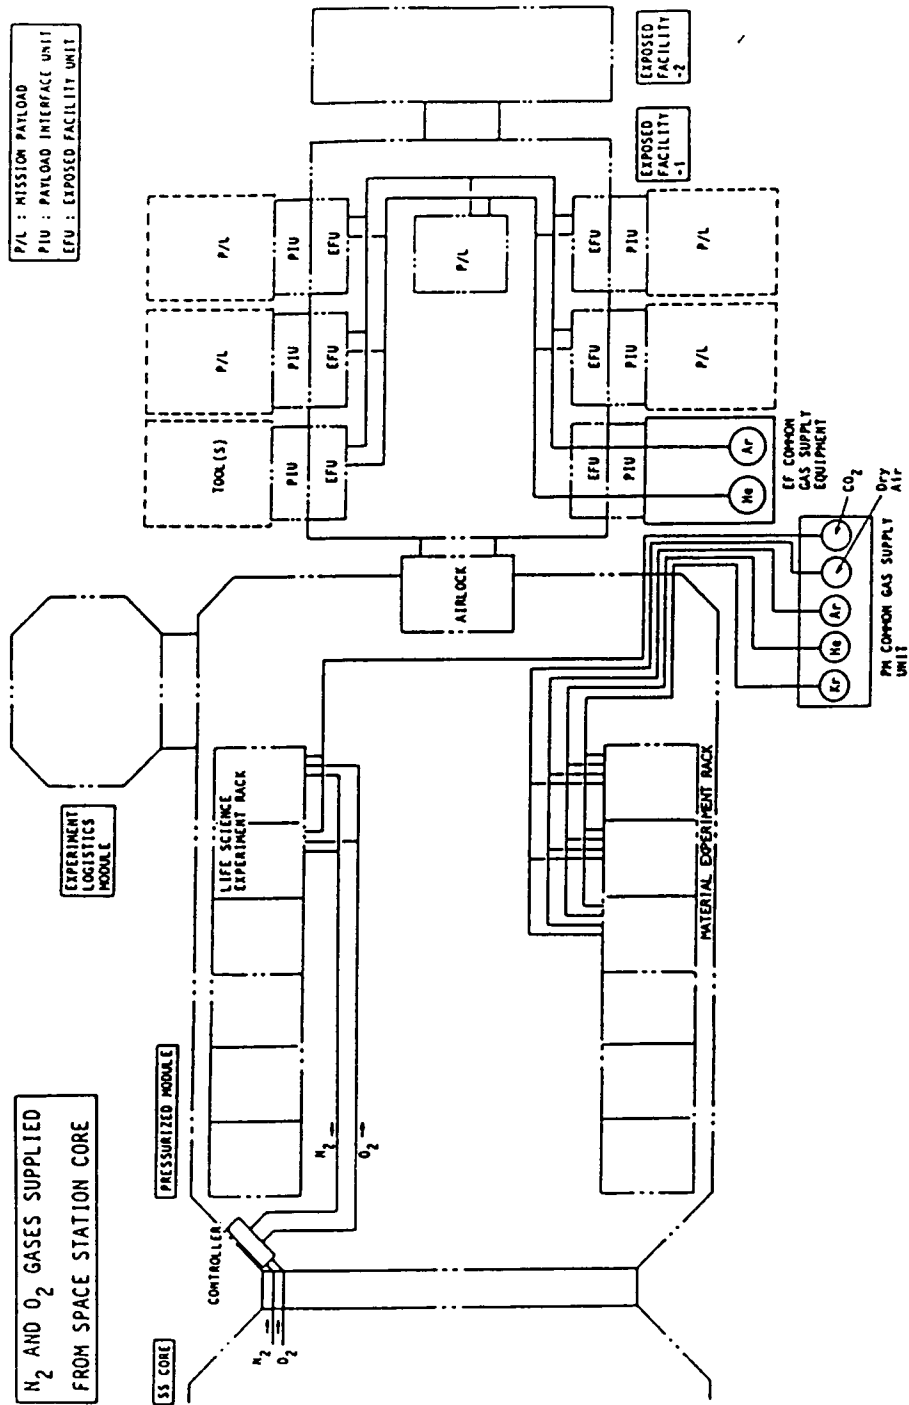 N₂ AND O₂ GASES SUPPLIED
FROM SPACE STATION CORE
P/L : MISSION PAYLOAD
PIU : PAYLOAD INTERFACE UNIT
EFU : EXPOSED FACILITY UNIT
EXPERIMENT
LOGISTICS
MODULE
SS CORE
PRESSURIZED MODULE
CONTROLLER
N₂
O₂
N₂
O₂
LIFE SCIENCE
EXPERIMENT RACK
MATERIAL EXPERIMENT RACK
AIRLOCK
TOOL(S)
P/L
P/L
PIU
PIU
PIU
EFU
EFU
EFU
P/L
EFU
EFU
EFU
PIU
PIU
PIU
P/L
P/L
He
Ar
EF COMMON
GAS SUPPLY
EQUIPMENT
Kr
He
Ar
CO₂
Dry
Air
PM COMMON GAS SUPPLY
UNIT
EXPOSED
FACILITY
-1
EXPOSED
FACILITY
-2